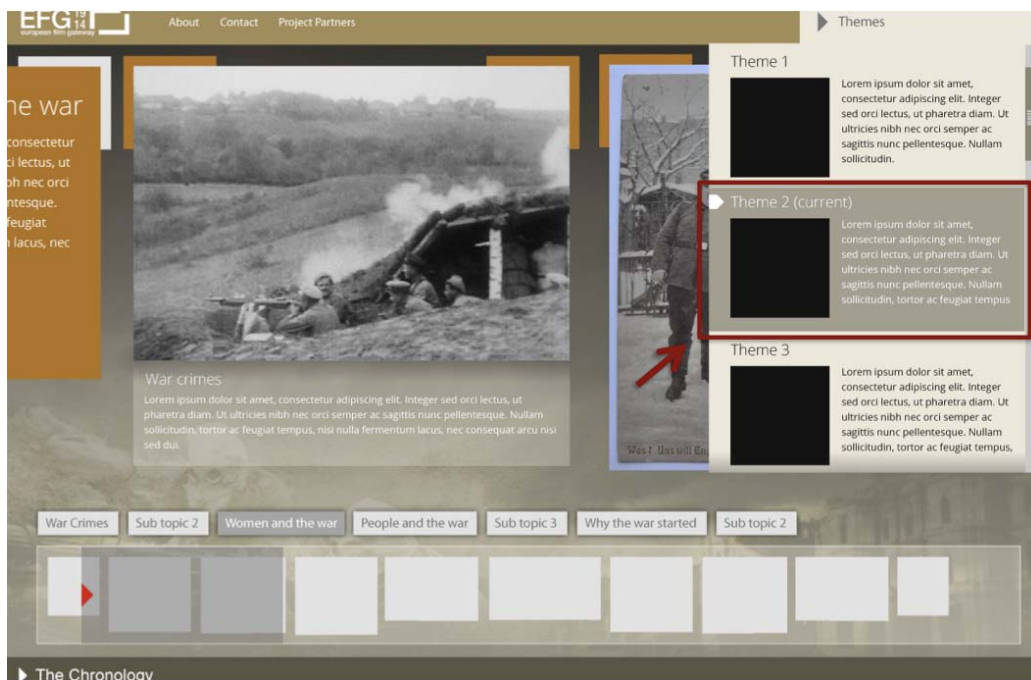 EFG 19 14
european film gateway
About Contact Project Partners
Themes
he war
consectetur
ci lectus, ut
bh nec orci
ntesque.
feugiat
n lacus, nec
War crimes
Lorem ipsum dolor sit amet, consectetur adipiscing elit. Integer sed orci lectus, ut
pharetra diam. Ut ultricies nibh nec orci semper ac sagittis nunc pellentesque. Nullam
sollicitudin, tortor ac feugiat tempus, nisi nulla fermentum lacus, nec consequat arcu nisi
sed dui.
Theme 1
Lorem ipsum dolor sit amet,
consectetur adipiscing elit. Integer
sed orci lectus, ut pharetra diam. Ut
ultricies nibh nec orci semper ac
sagittis nunc pellentesque. Nullam
sollicitudin.
Theme 2 (current)
Lorem ipsum dolor sit amet,
consectetur adipiscing elit. Integer
sed orci lectus, ut pharetra diam. Ut
ultricies nibh nec orci semper ac
sagittis nunc pellentesque. Nullam
sollicitudin, tortor ac feugiat tempus
Theme 3
Lorem ipsum dolor sit amet,
consectetur adipiscing elit. Integer
sed orci lectus, ut pharetra diam. Ut
ultricies nibh nec orci semper ac
sagittis nunc pellentesque. Nullam
sollicitudin, tortor ac feugiat tempus,
War Crimes Sub topic 2 Women and the war People and the war Sub topic 3 Why the war started Sub topic 2
The Chronology